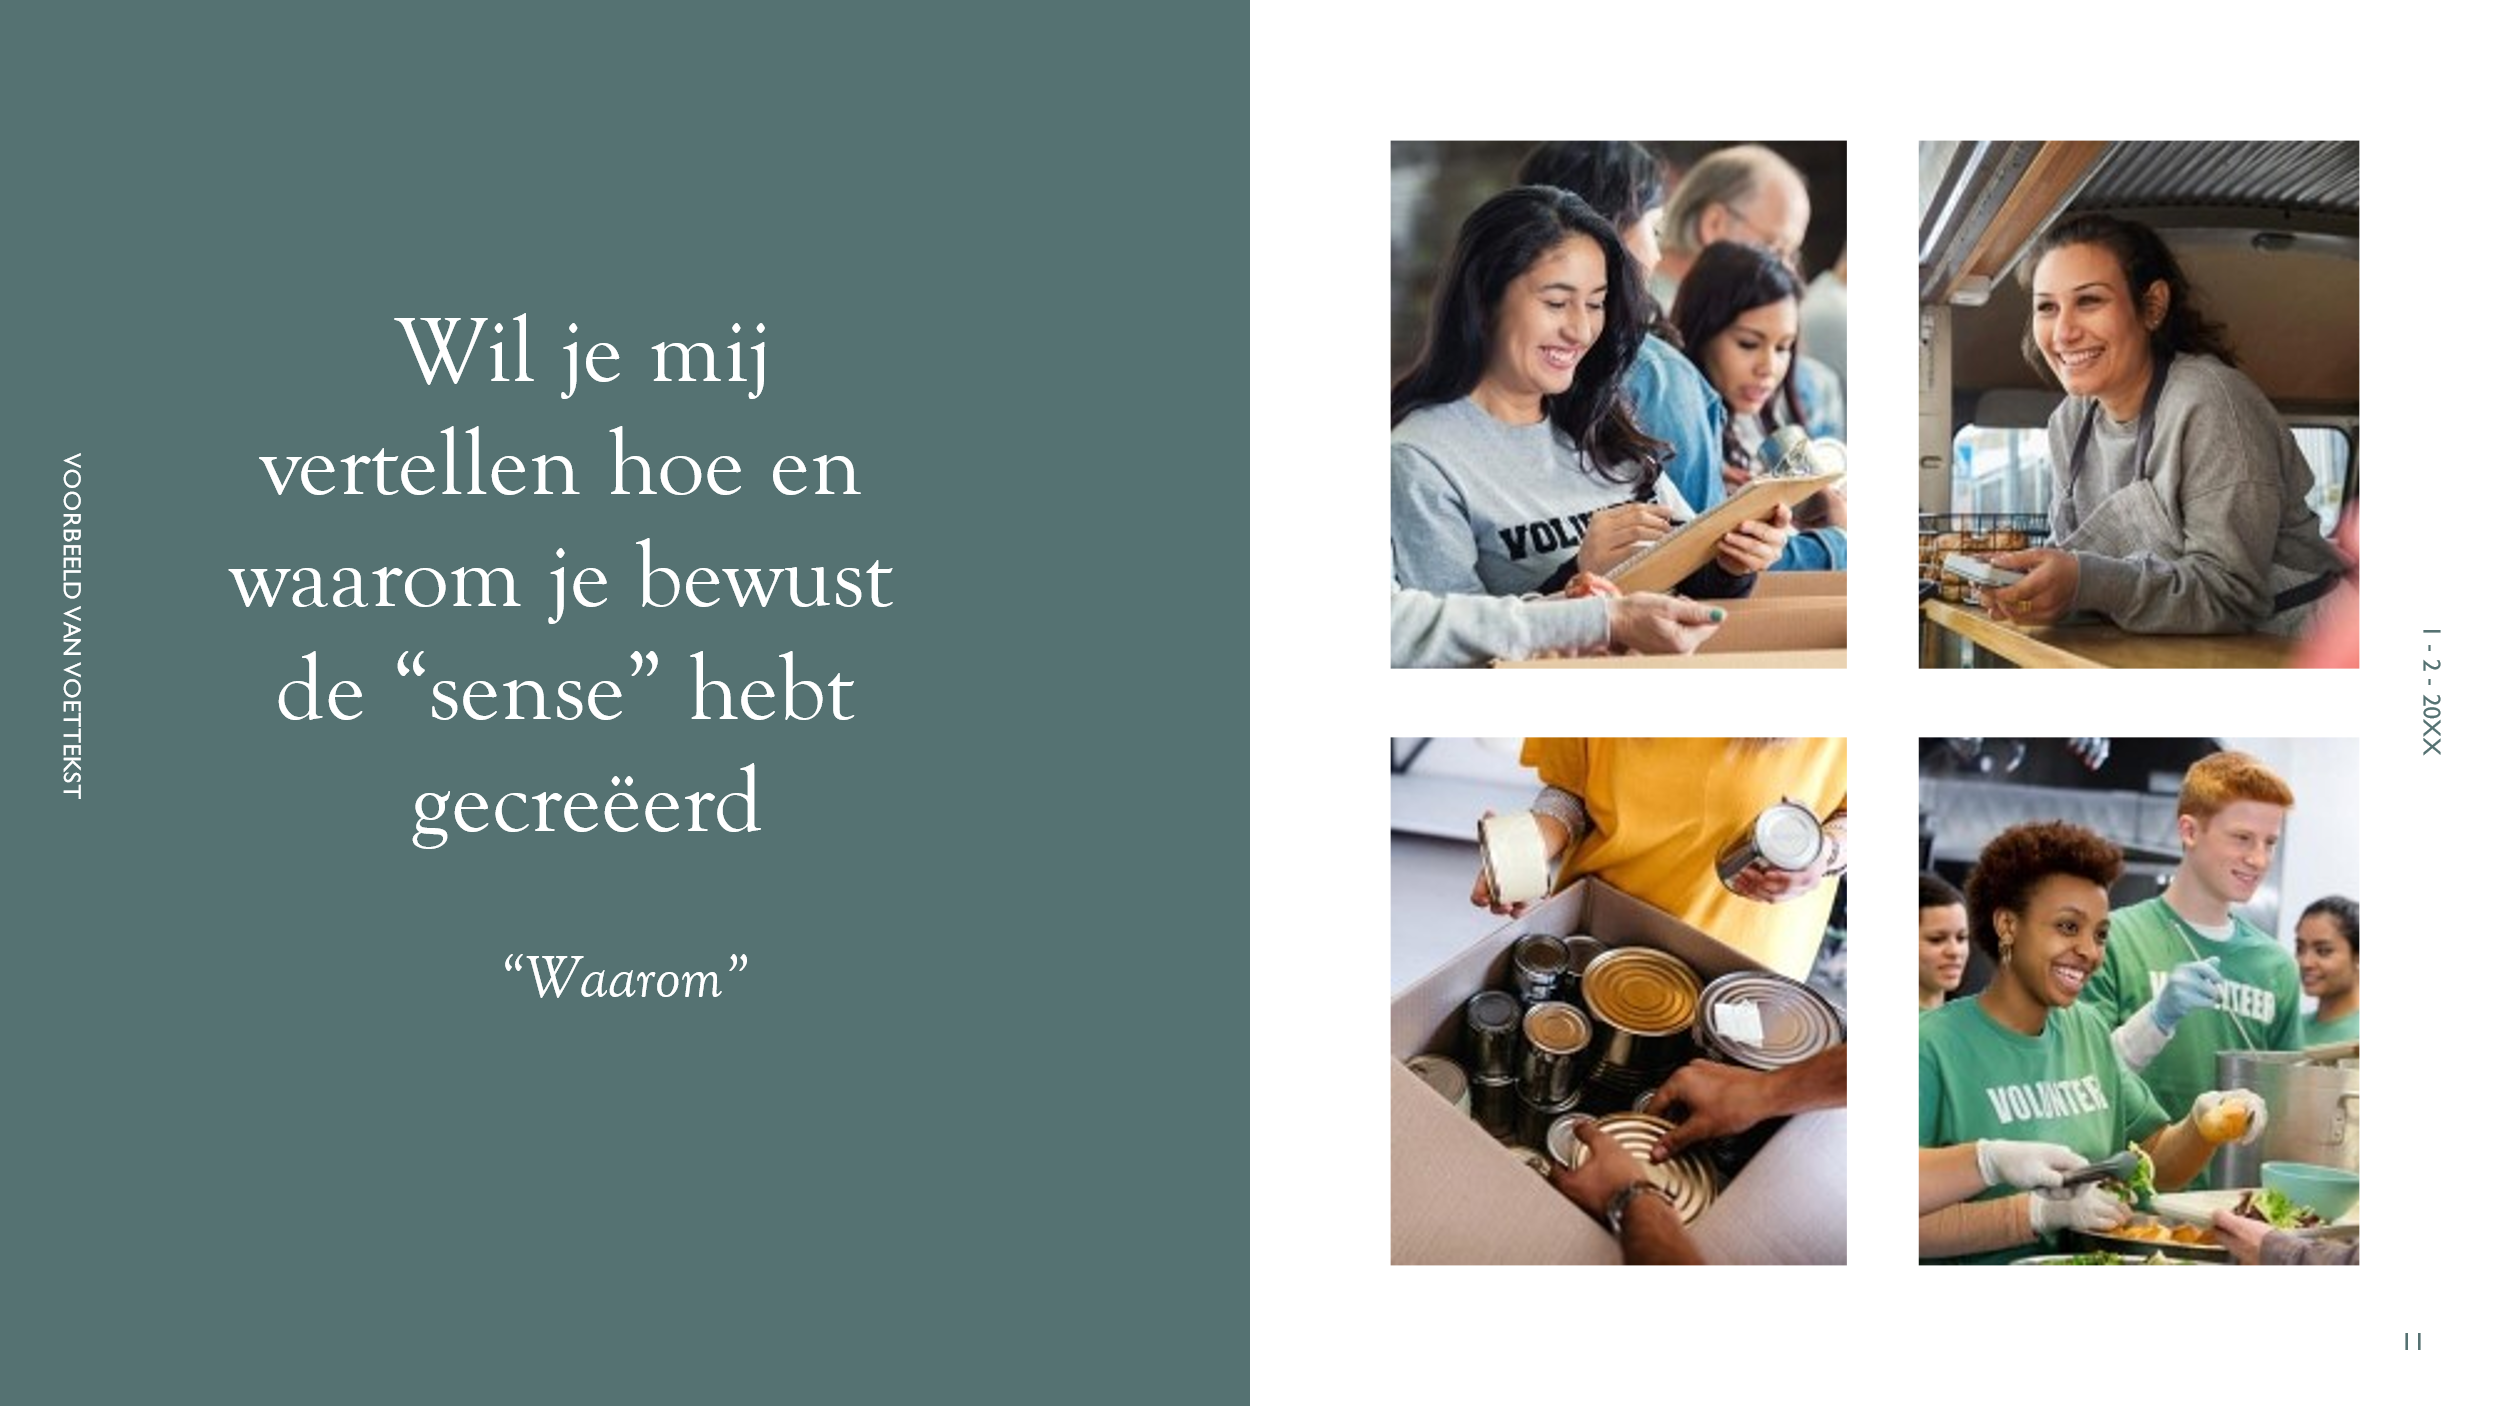 VOORBEELD VAN VOETTEKST
Wil je mij
vertellen hoe en
waarom je bewust
de “sense” hebt
gecreëerd
“Waarom”
VOLUNTEER
VOLUNTEER
1 - 2 - 20XX
11